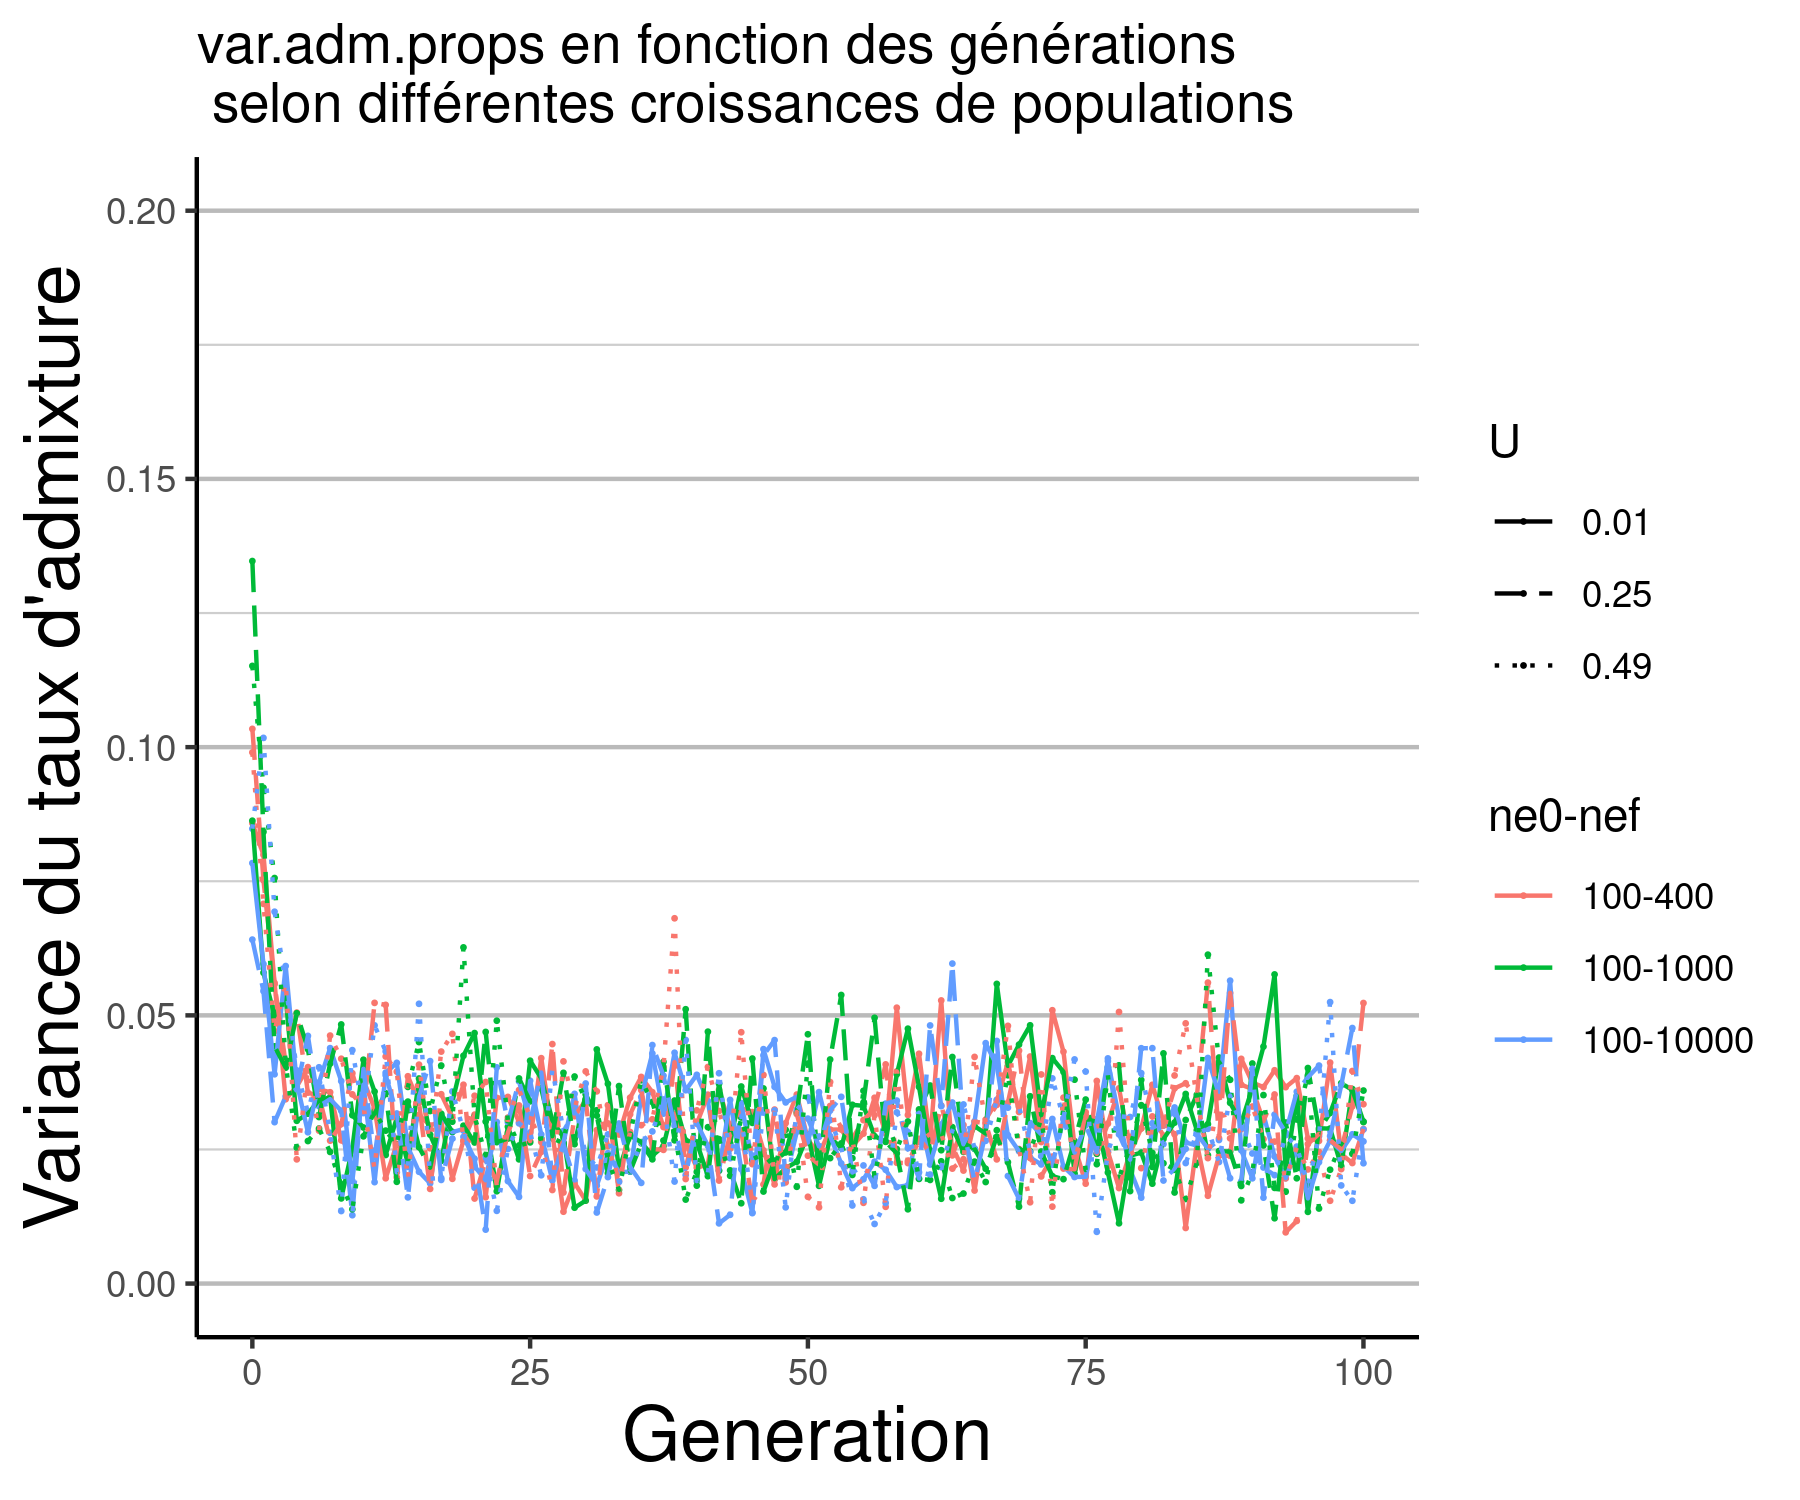 var.adm.props en fonction des générations
selon différentes croissances de populations
Variance du taux d'admixture
0.20
0.15
0.10
0.05
0.00
0
25
50
75
100
Generation
U
0.01
0.25
0.49
ne0-nef
100-400
100-1000
100-10000